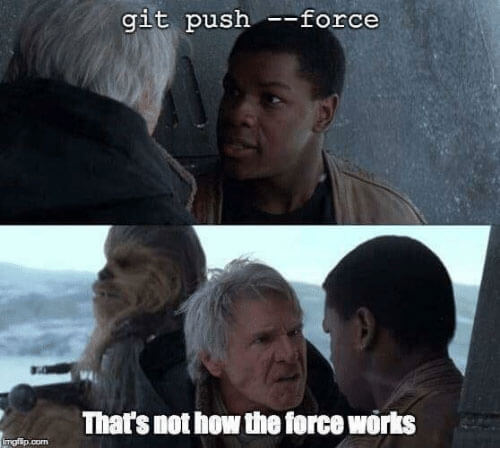 git push --force
That's not how the force works
imgflip.com